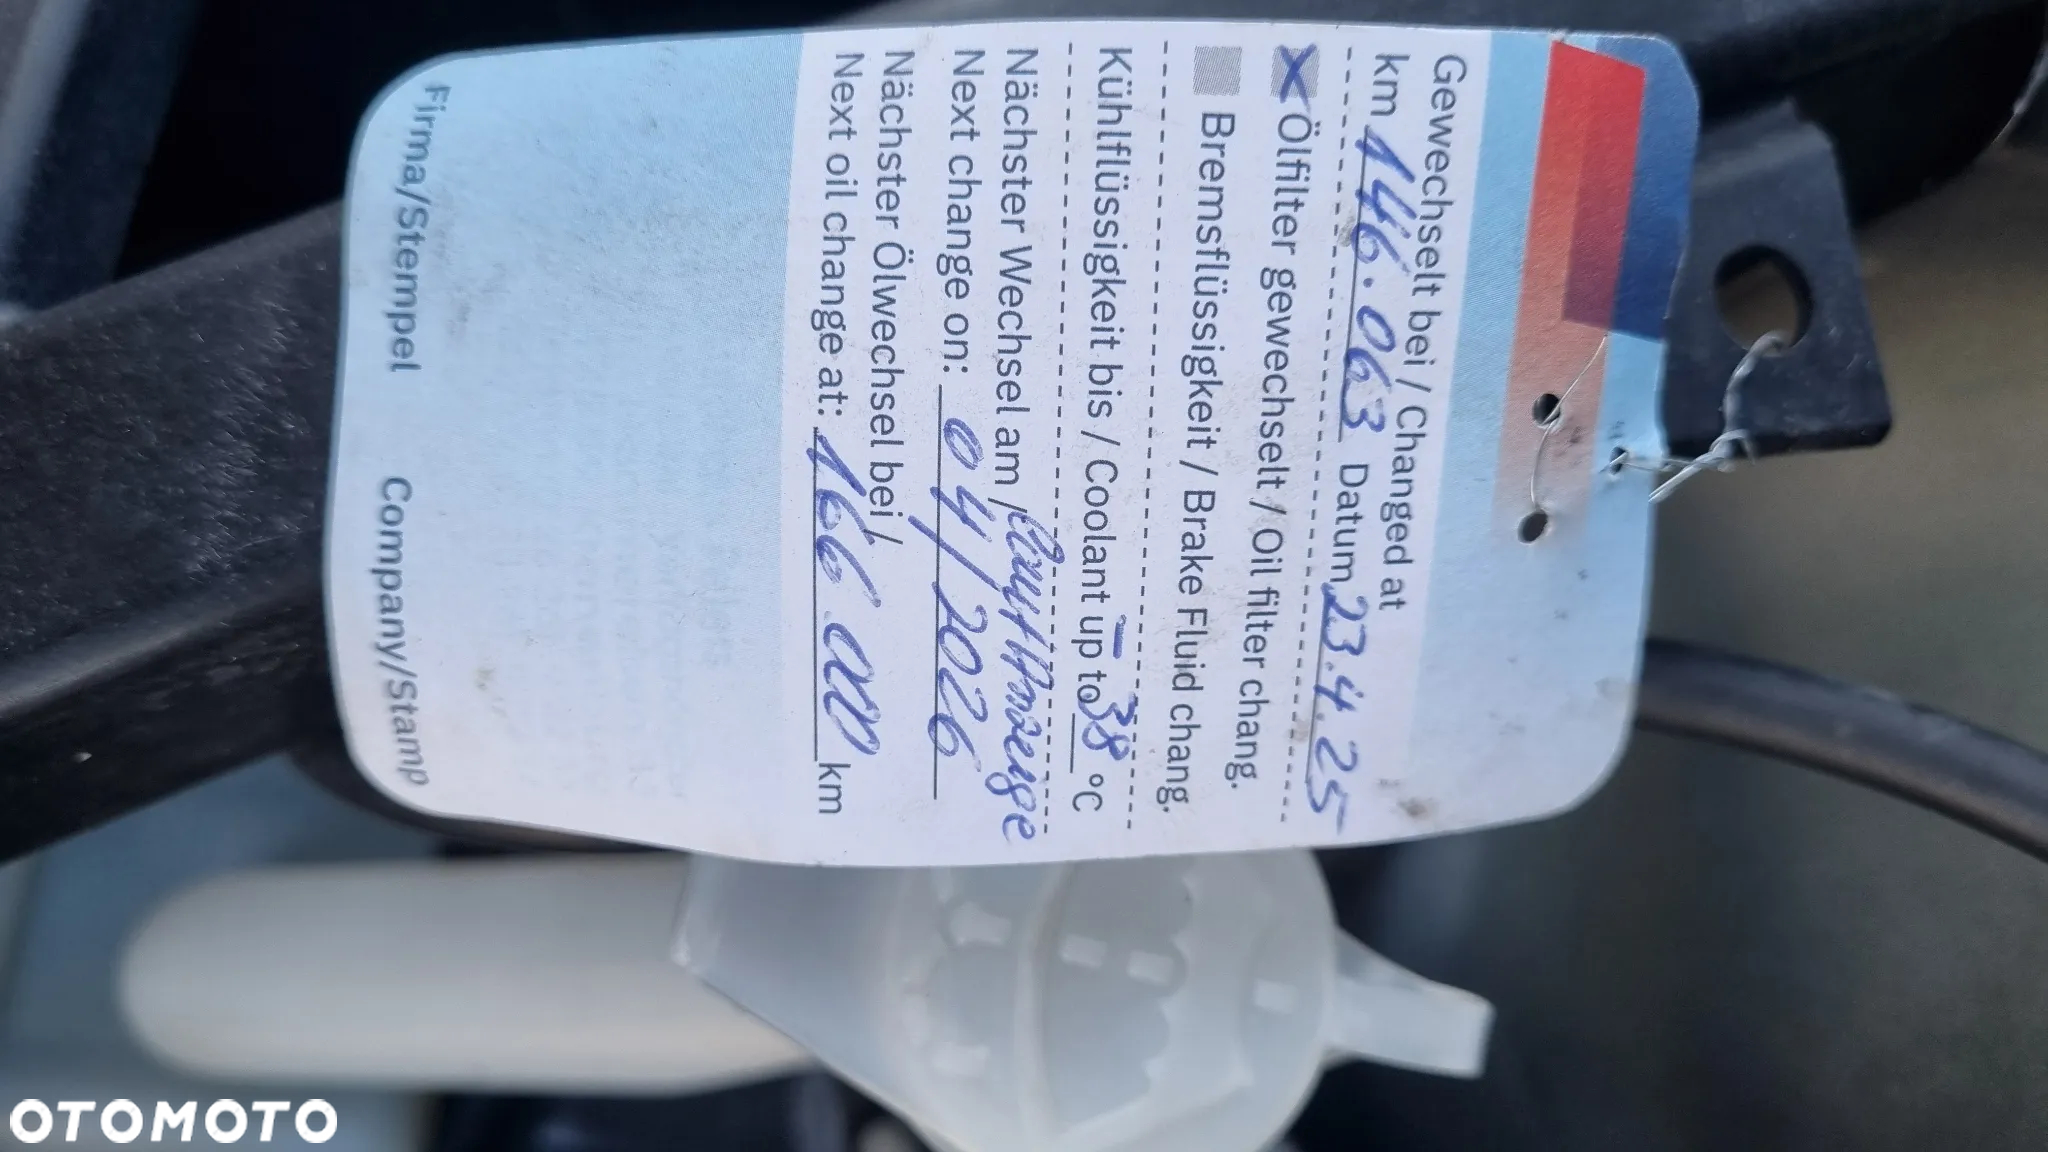 Gewechselt bei / Changed at
km 146.063 Datum 23.4.25
x Ölfilter gewechselt / Oil filter chang.
Bremsflüssigkeit / Brake Fluid chang.
Kühlflüssigkeit bis / Coolant up to -38 °C
Nächster Wechsel am /
Next change on: 04/2026
Nächster Ölwechsel bei /
Next oil change at: 166.000 km
Firma/Stempel Company/Stamp
OTOMOTO